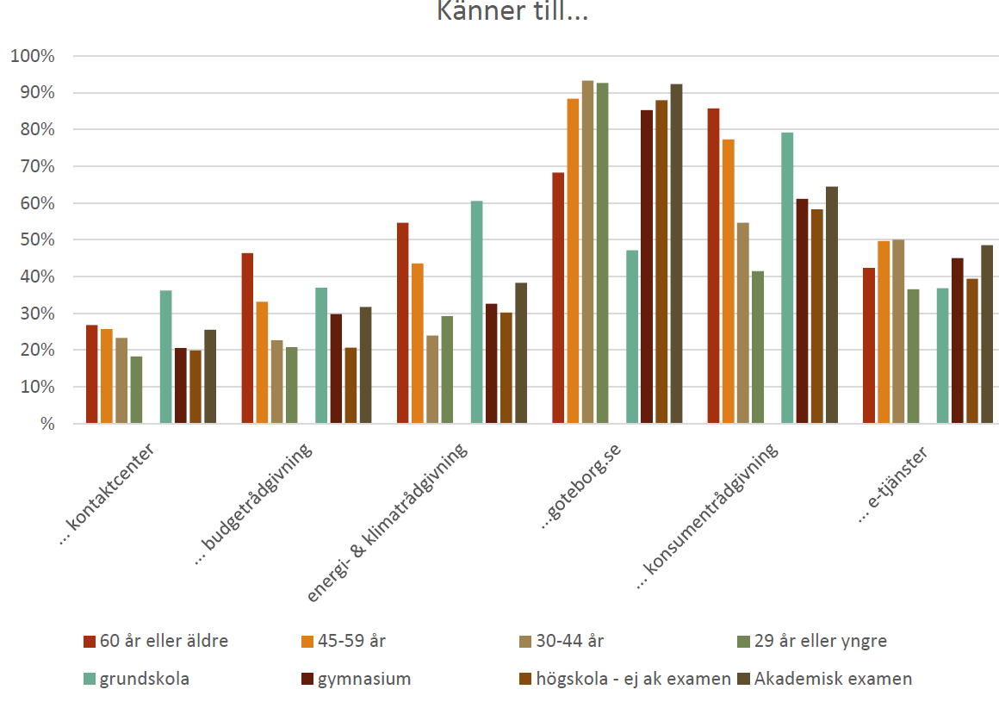 Känner till...
100%
90%
80%
70%
60%
50%
40%
30%
20%
10%
%
... kontaktcenter
... budgetrådgivning
energi- & klimatrådgivning
...goteborg.se
... konsumentrådgivning
... e-tjänster
60 år eller äldre
45-59 år
30-44 år
29 år eller yngre
grundskola
gymnasium
högskola - ej ak examen
Akademisk examen